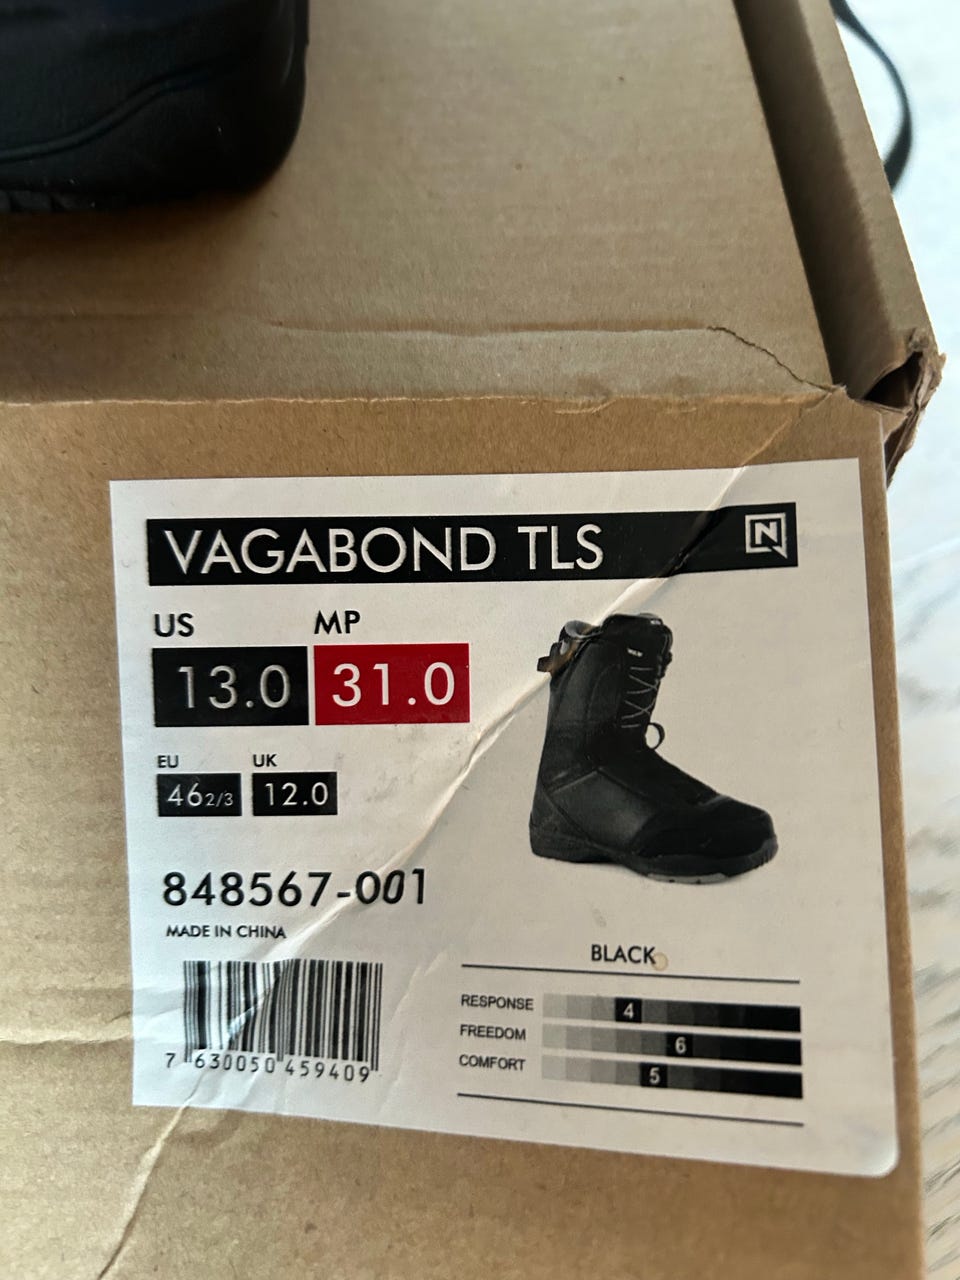 VAGABOND TLS
N
US MP
13.0 31.0
EU UK
46 2/3 12.0
848567-001
MADE IN CHINA
7 630050 459409
BLACK
RESPONSE 4
FREEDOM 6
COMFORT 5